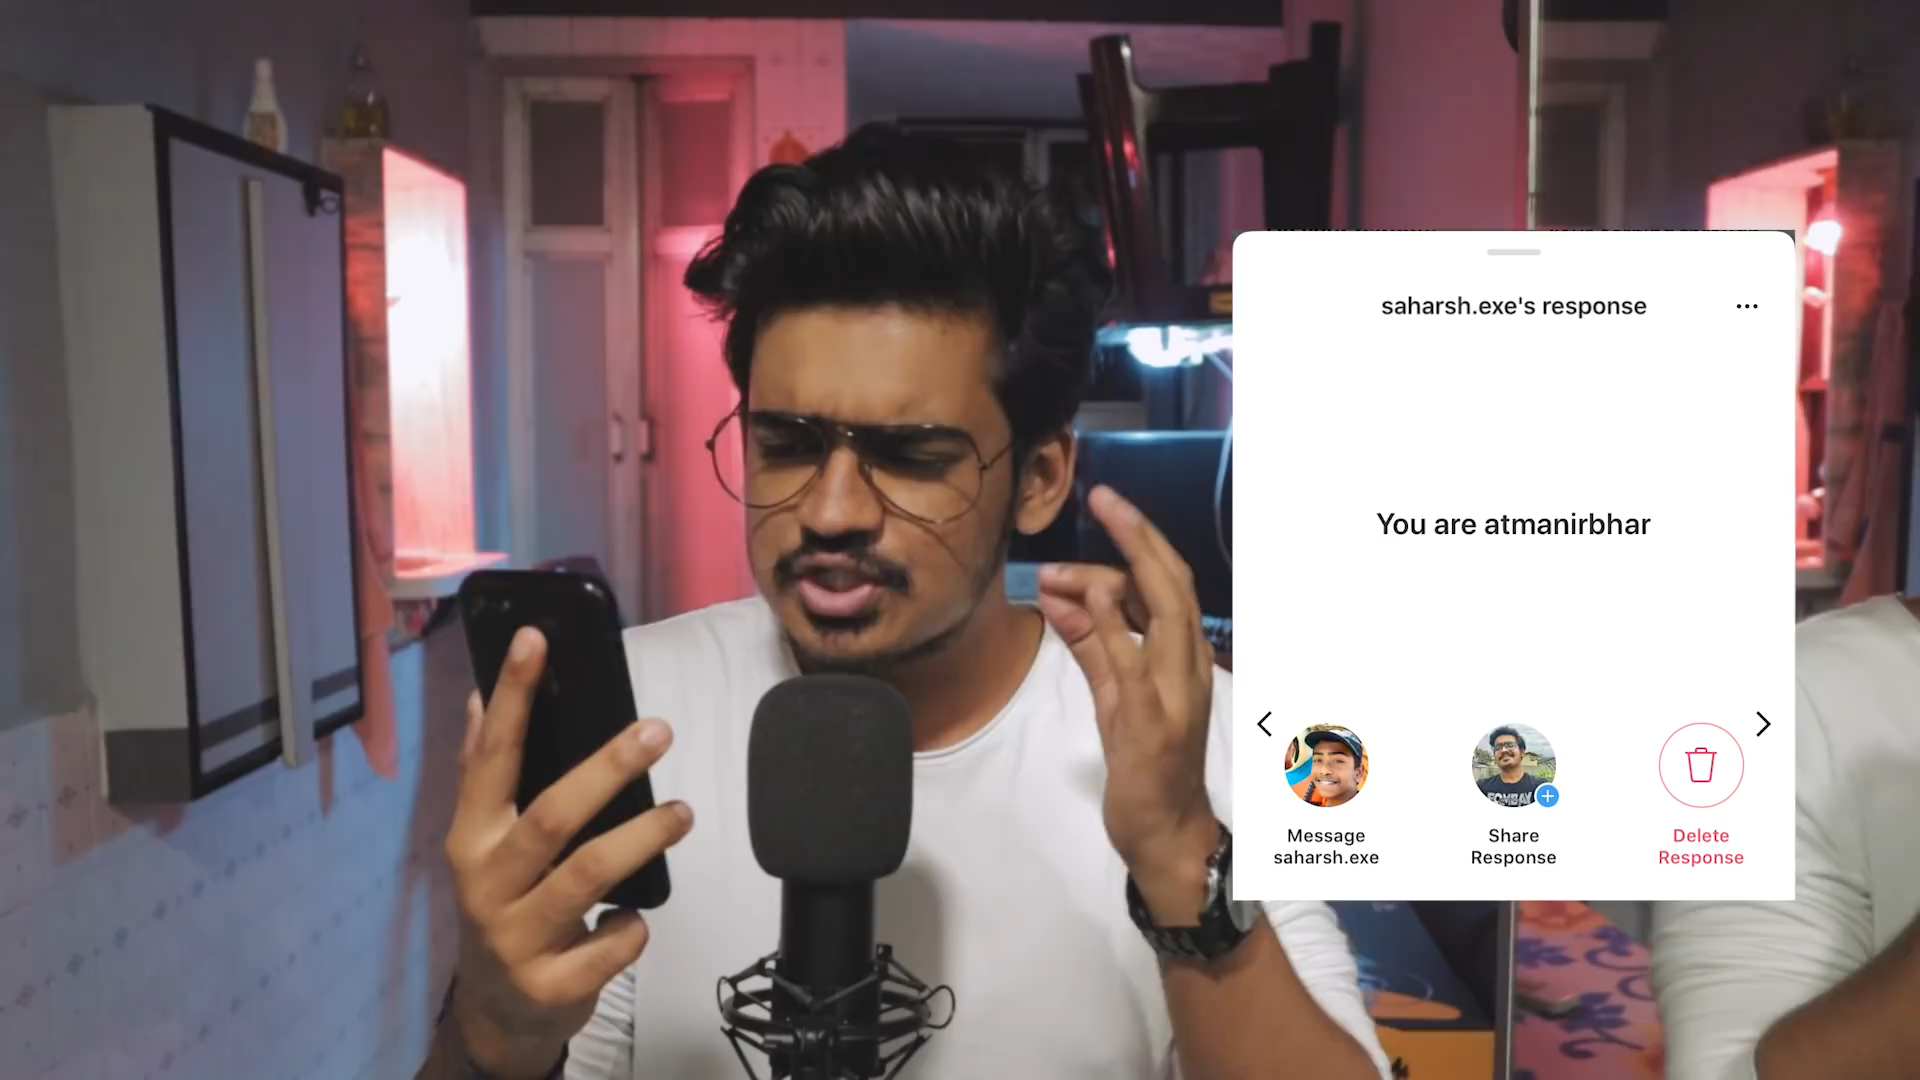 saharsh.exe's response
You are atmanirbhar
Message
saharsh.exe
Share
Response
Delete
Response